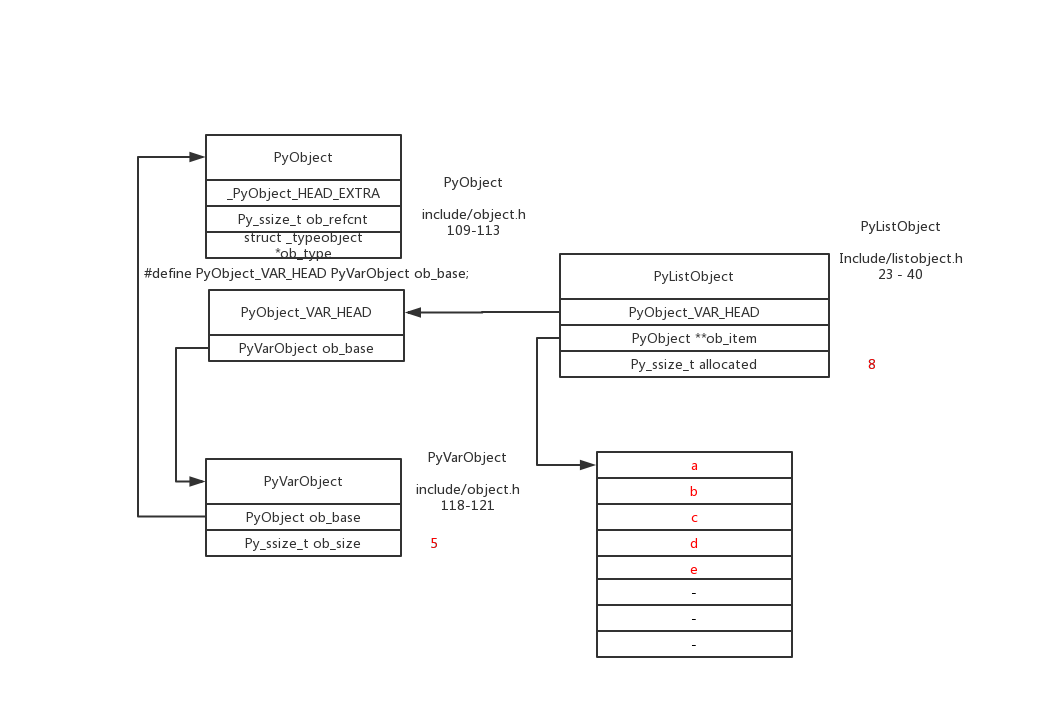 PyObject
_PyObject_HEAD_EXTRA
Py_ssize_t ob_refcnt
struct _typeobject
*ob_type
PyObject
include/object.h
109-113
#define PyObject_VAR_HEAD PyVarObject ob_base;
PyObject_VAR_HEAD
PyVarObject ob_base
PyListObject
Include/listobject.h
23 - 40
PyListObject
PyObject_VAR_HEAD
PyObject **ob_item
Py_ssize_t allocated
8
PyVarObject
PyObject ob_base
Py_ssize_t ob_size
PyVarObject
include/object.h
118-121
5
a
b
c
d
e
-
-
-